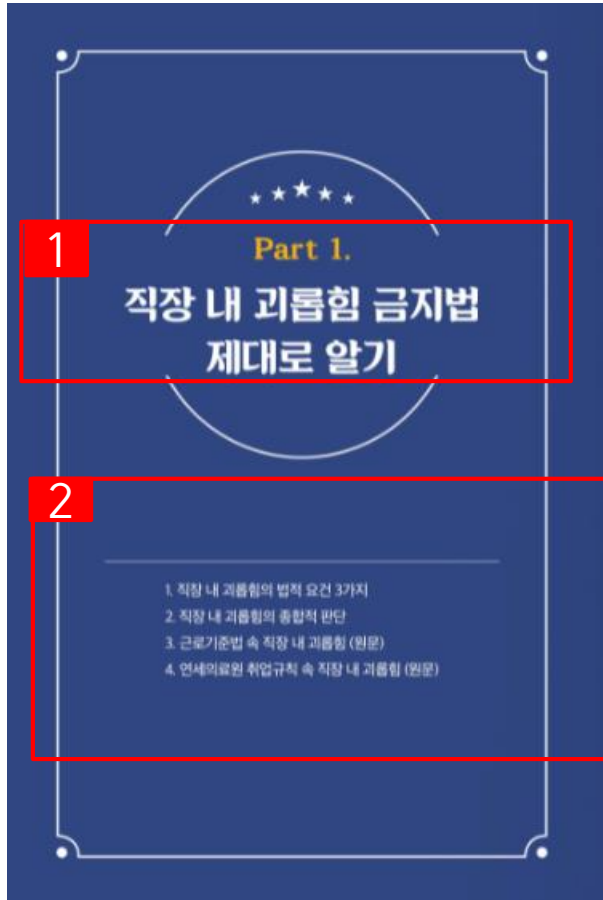 1
Part 1.
직장 내 괴롭힘 금지법
제대로 알기
2
1. 직장 내 괴롭힘의 법적 요건 3가지
2. 직장 내 괴롭힘의 종합적 판단
3. 근로기준법 속 직장 내 괴롭힘 (원문)
4. 연세의료원 취업규칙 속 직장 내 괴롭힘 (원문)